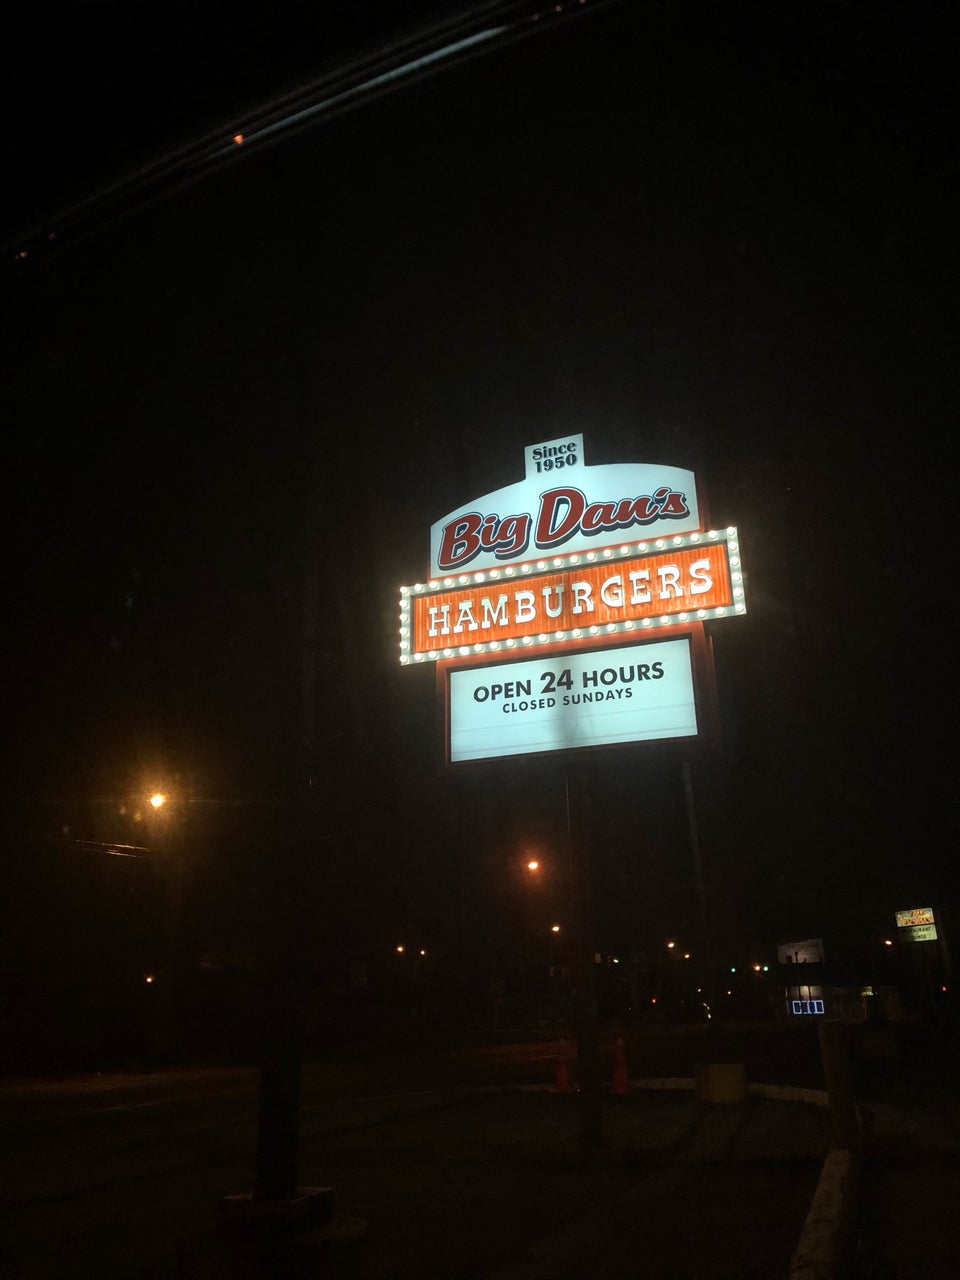 Since
1950
Big Dan's
HAMBURGERS
OPEN 24 HOURS
CLOSED SUNDAYS